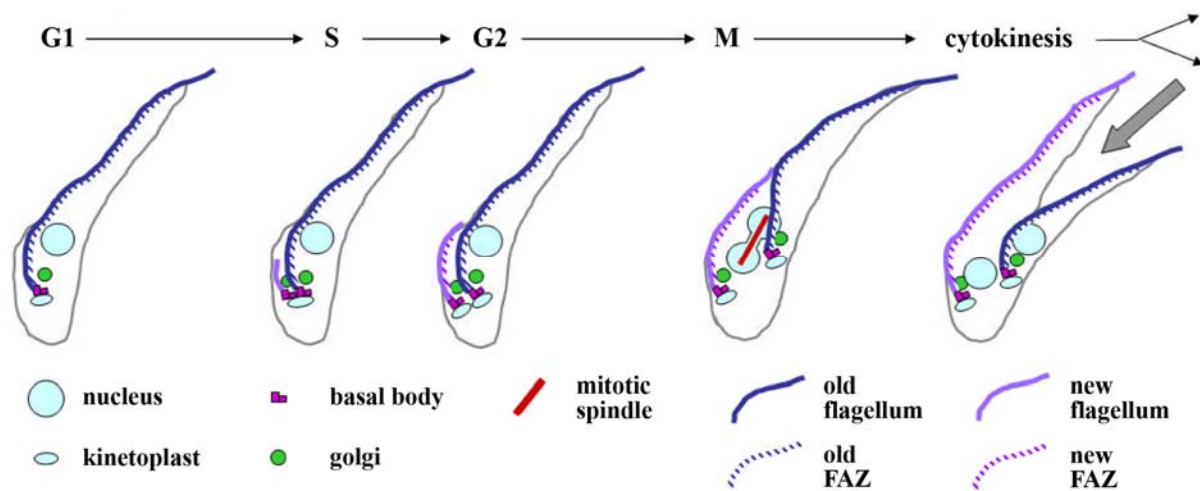 G1 S G2 M cytokinesis
nucleus
basal body
mitotic
spindle
old
flagellum
new
flagellum
kinetoplast
golgi
old
FAZ
new
FAZ